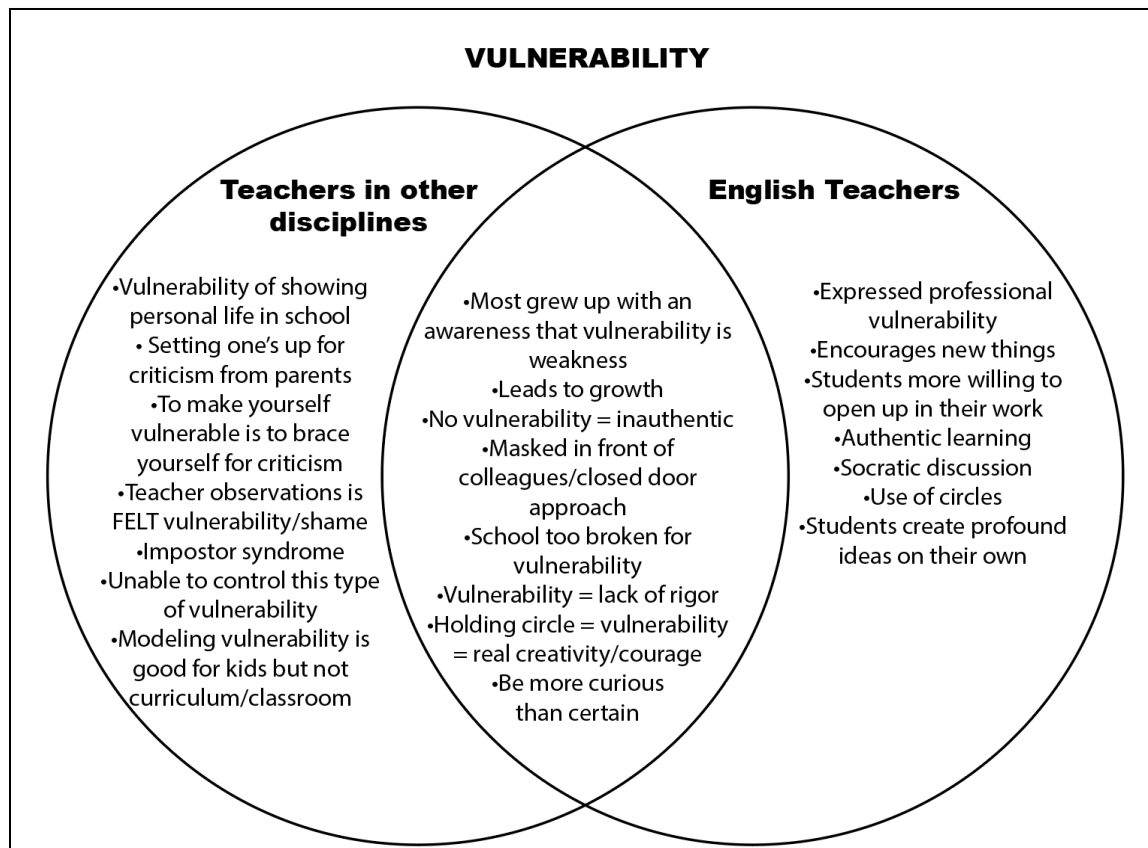 VULNERABILITY
Teachers in other
disciplines
•Vulnerability of showing
personal life in school
• Setting one’s up for
criticism from parents
•To make yourself
vulnerable is to brace
yourself for criticism
•Teacher observations is
FELT vulnerability/shame
•Impostor syndrome
•Unable to control this type
of vulnerability
•Modeling vulnerability is
good for kids but not
curriculum/classroom
•Most grew up with an
awareness that vulnerability is
weakness
•Leads to growth
•No vulnerability = inauthentic
•Masked in front of
colleagues/closed door
approach
•School too broken for
vulnerability
•Vulnerability = lack of rigor
•Holding circle = vulnerability
= real creativity/courage
•Be more curious
than certain
English Teachers
•Expressed professional
vulnerability
•Encourages new things
•Students more willing to
open up in their work
•Authentic learning
•Socratic discussion
•Use of circles
•Students create profound
ideas on their own